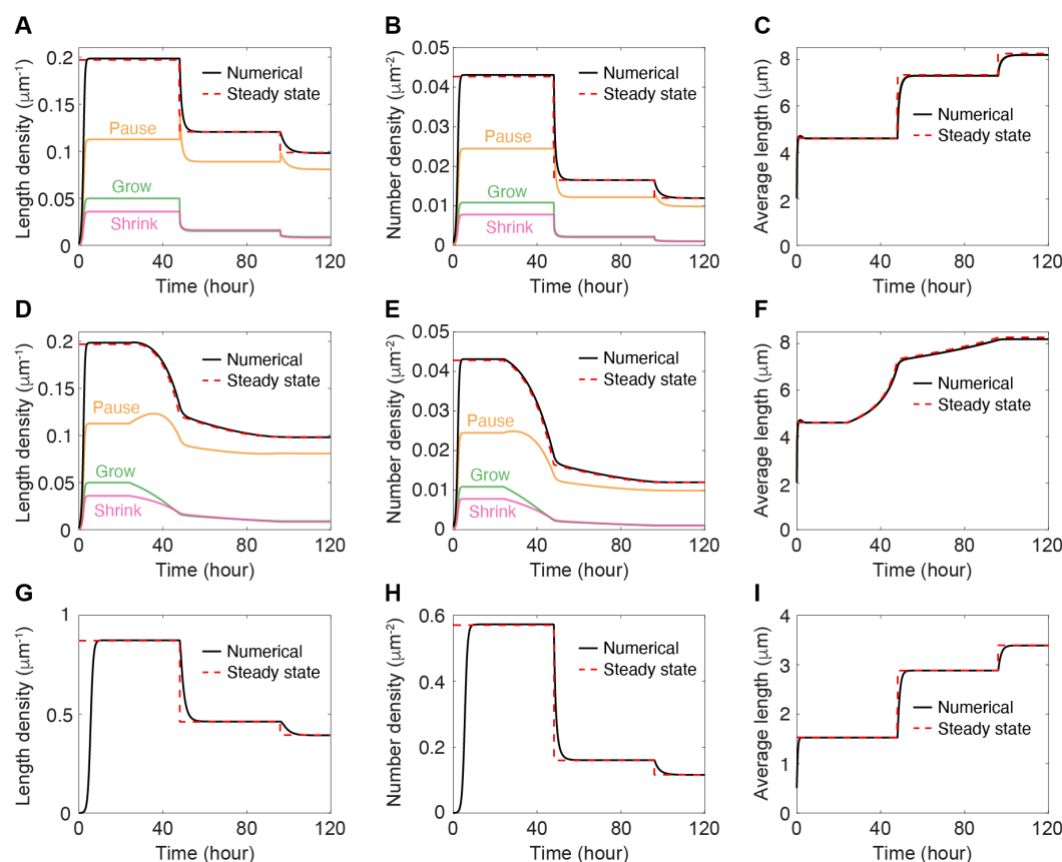 A
Length density (μm⁻¹)
0.2
0.15
0.1
0.05
0
Numerical
Steady state
Pause
Grow
Shrink
0 40 80 120
Time (hour)
B
Number density (μm⁻²)
0.05
0.04
0.03
0.02
0.01
0
Numerical
Steady state
Pause
Grow
Shrink
0 40 80 120
Time (hour)
C
Average length (μm)
8
6
4
2
0
Numerical
Steady state
0 40 80 120
Time (hour)
D
Length density (μm⁻¹)
0.2
0.15
0.1
0.05
0
Numerical
Steady state
Pause
Grow
Shrink
0 40 80 120
Time (hour)
E
Number density (μm⁻²)
0.05
0.04
0.03
0.02
0.01
0
Numerical
Steady state
Pause
Grow
Shrink
0 40 80 120
Time (hour)
F
Average length (μm)
8
6
4
2
0
Numerical
Steady state
0 40 80 120
Time (hour)
G
Length density (μm⁻¹)
1
0.5
0
Numerical
Steady state
0 40 80 120
Time (hour)
H
Number density (μm⁻²)
0.6
0.4
0.2
0
Numerical
Steady state
0 40 80 120
Time (hour)
I
Average length (μm)
4
3
2
1
0
Numerical
Steady state
0 40 80 120
Time (hour)